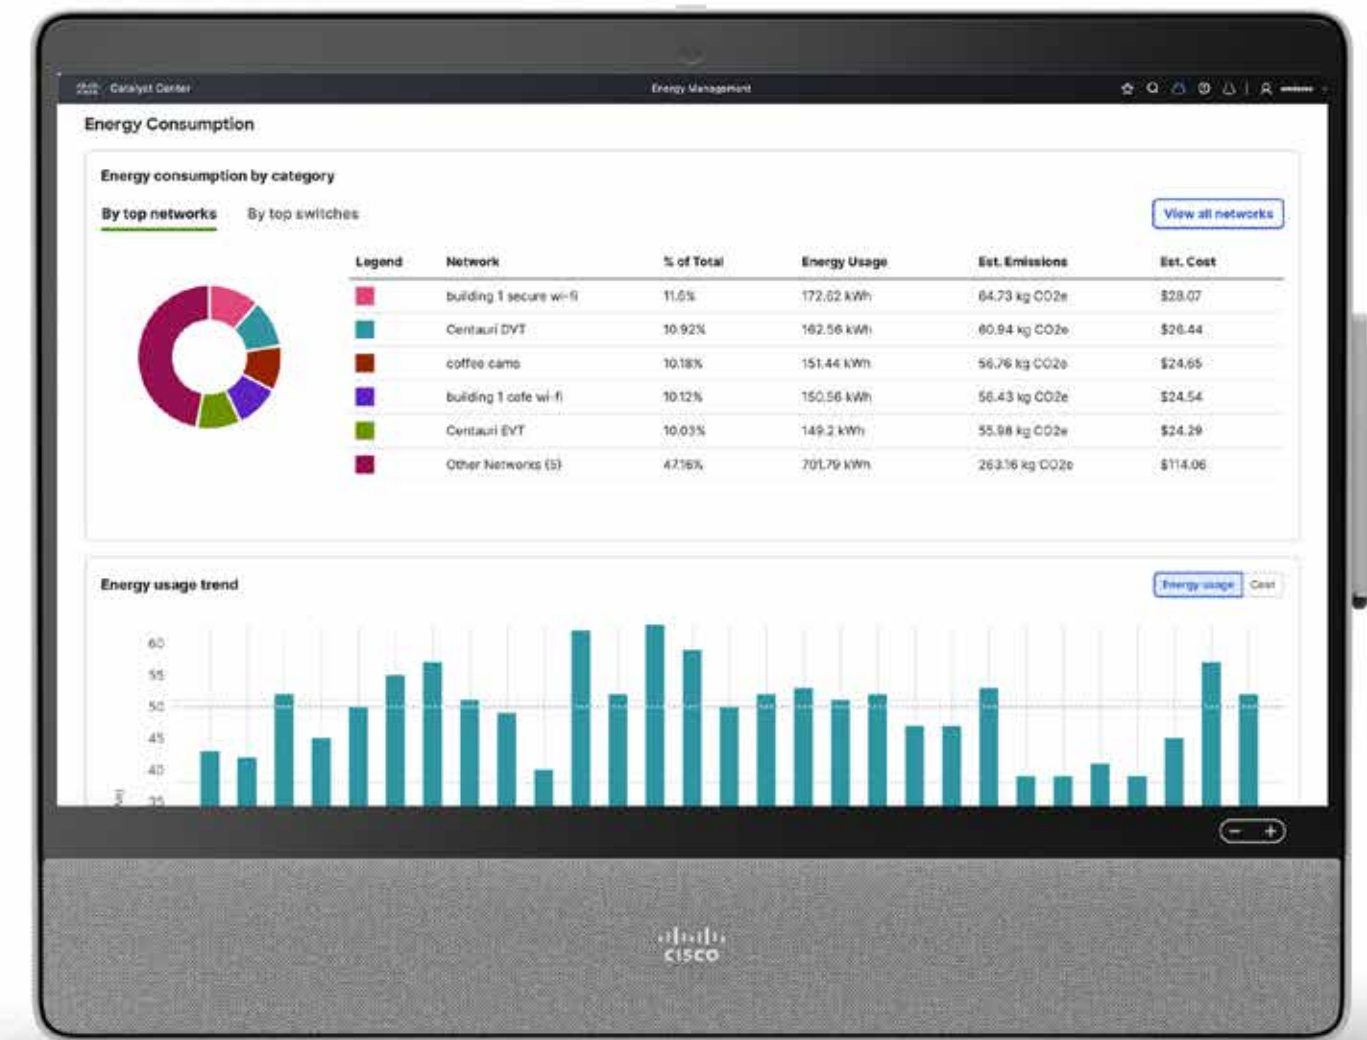 Catalyst Center Energy Management
Energy Consumption
Energy consumption by category
By top networks By top switches View all networks
Legend Network % of Total Energy Usage Est. Emissions Est. Cost
building 1 secure wi-fi 11.6% 172.62 kWh 64.73 kg CO2e $28.07
Centauri DVT 10.92% 162.56 kWh 60.94 kg CO2e $26.44
coffee cams 10.18% 151.44 kWh 56.76 kg CO2e $24.65
building 1 cafe wi-fi 10.12% 150.56 kWh 56.43 kg CO2e $24.54
Centauri EVT 10.03% 149.2 kWh 55.98 kg CO2e $24.29
Other Networks (5) 47.16% 701.79 kWh 263.16 kg CO2e $114.06
Energy usage trend Energy usage Cost
60
55
50
45
40
35
CISCO